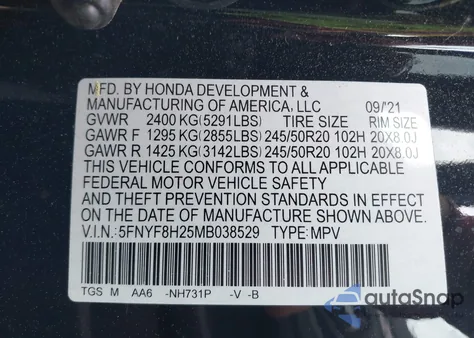 MFD. BY HONDA DEVELOPMENT &
MANUFACTURING OF AMERICA, LLC 09/'21
GVWR 2400 KG(5291LBS) TIRE SIZE RIM SIZE
GAWR F 1295 KG(2855LBS) 245/50R20 102H 20X8.0J
GAWR R 1425 KG(3142LBS) 245/50R20 102H 20X8.0J
THIS VEHICLE CONFORMS TO ALL APPLICABLE
FEDERAL MOTOR VEHICLE SAFETY
AND THEFT PREVENTION STANDARDS IN EFFECT
ON THE DATE OF MANUFACTURE SHOWN ABOVE.
V.I.N.: 5FNYF8H25MB038529 TYPE: MPV
TGS M AA6 -NH731P -V -B
autoSnap